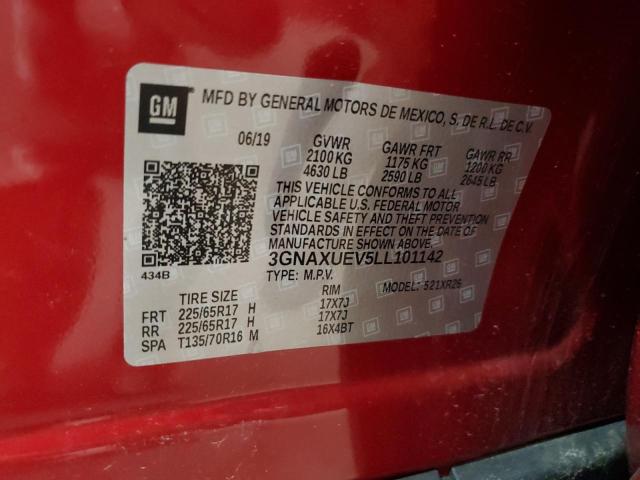 GM MFD BY GENERAL MOTORS DE MEXICO, S. DE R.L. DE C.V.
06/19 GVWR GAWR FRT GAWR RR
2100 KG 1175 KG 1200 KG
4630 LB 2590 LB 2645 LB
THIS VEHICLE CONFORMS TO ALL
APPLICABLE U.S. FEDERAL MOTOR
VEHICLE SAFETY AND THEFT PREVENTION
STANDARDS IN EFFECT ON THE DATE OF
MANUFACTURE SHOWN ABOVE.
434B 3GNAXUEV5LL101142
TYPE: M.P.V. MODEL: 521XR26
TIRE SIZE RIM
FRT 225/65R17 H 17X7J
RR 225/65R17 H 17X7J
SPA T135/70R16 M 16X4BT